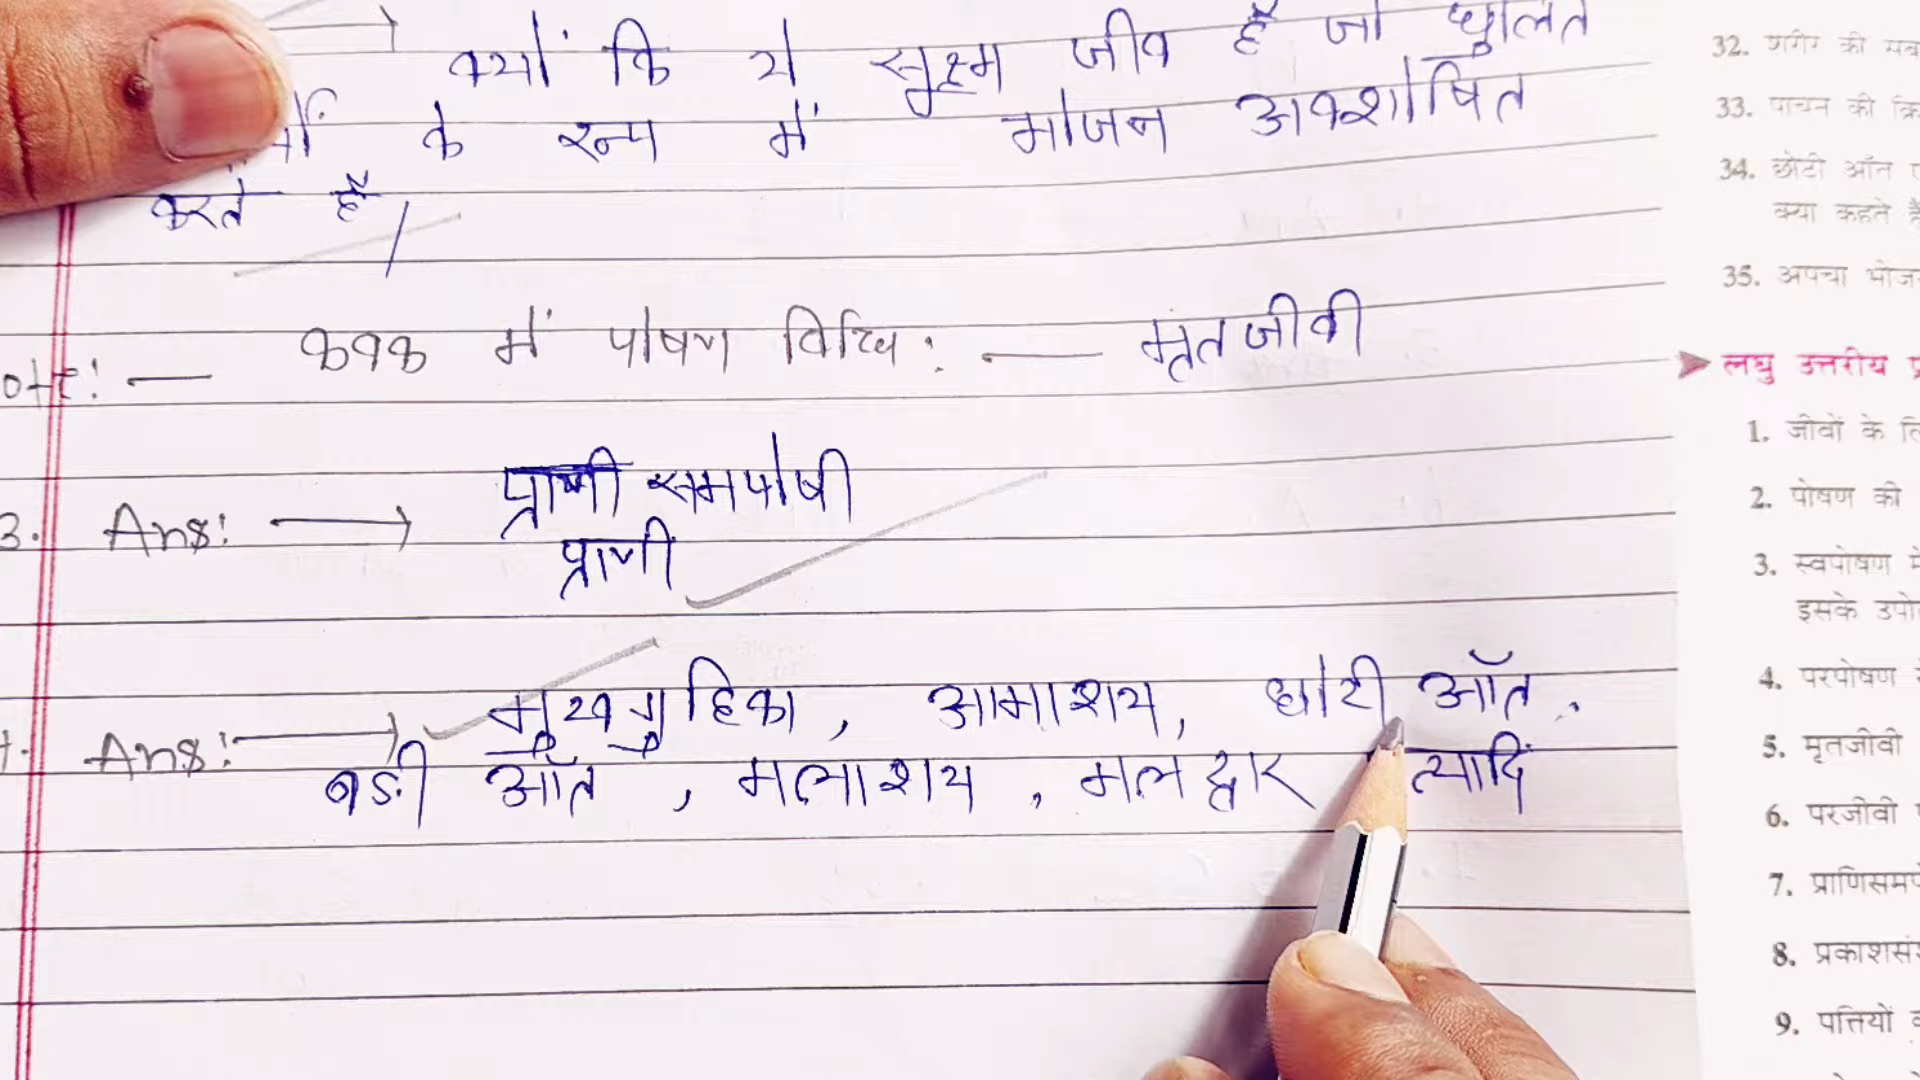 क्यों कि ये सूक्ष्म जीव हैं जो घुलित
के रूप में भोजन अवशोषित
करते हैं/
ote: — कवक में पोषण विधि: — मृतजीवी
3. Ans: → प्राणी समपोषी
प्राणी
Ans: → मुखगुहिका, आमाशय, छोटी आँत,
बड़ी आँत, मलाशय, मलद्वार त्यादि
32. शरीर की सब
33. पाचन की क्रि
34. छोटी आँत
क्या कहते हैं
35. अपचा भोज
लघु उत्तरीय प्र
1. जीवों के लि
2. पोषण की
3. स्वपोषण में
इसके उपो
4. परपोषण
5. मृतजीवी
6. परजीवी
7. प्राणिसमप
8. प्रकाशसं
9. पत्तियों